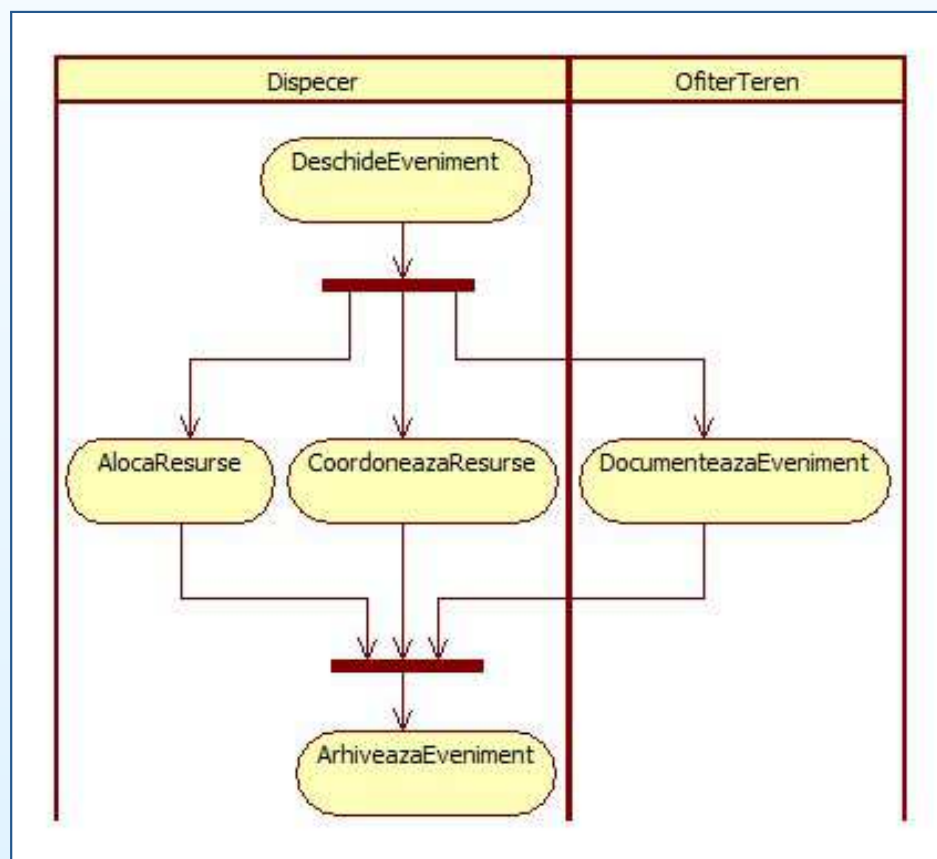 Dispecer
OfiterTeren
DeschideEveniment
AlocaResurse
CoordoneazaResurse
DocumenteazaEveniment
ArhiveazaEveniment